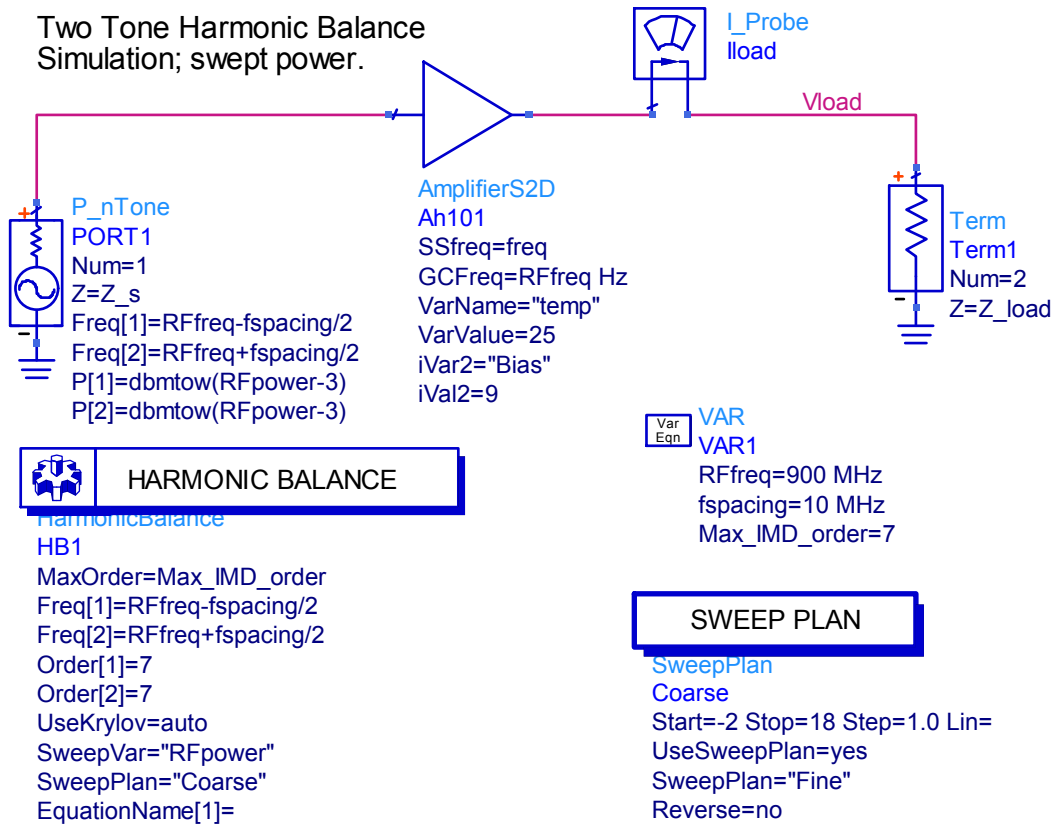 Two Tone Harmonic Balance
Simulation; swept power.
I_Probe
Iload
Vload
P_nTone
PORT1
Num=1
Z=Z_s
Freq[1]=RFfreq-fspacing/2
Freq[2]=RFfreq+fspacing/2
P[1]=dbmtow(RFpower-3)
P[2]=dbmtow(RFpower-3)
AmplifierS2D
Ah101
SSfreq=freq
GCFreq=RFfreq Hz
VarName="temp"
VarValue=25
iVar2="Bias"
iVal2=9
Term
Term1
Num=2
Z=Z_load
Var
Eqn
VAR
VAR1
RFfreq=900 MHz
fspacing=10 MHz
Max_IMD_order=7
HARMONIC BALANCE
HarmonicBalance
HB1
MaxOrder=Max_IMD_order
Freq[1]=RFfreq-fspacing/2
Freq[2]=RFfreq+fspacing/2
Order[1]=7
Order[2]=7
UseKrylov=auto
SweepVar="RFpower"
SweepPlan="Coarse"
EquationName[1]=
SWEEP PLAN
SweepPlan
Coarse
Start=-2 Stop=18 Step=1.0 Lin=
UseSweepPlan=yes
SweepPlan="Fine"
Reverse=no